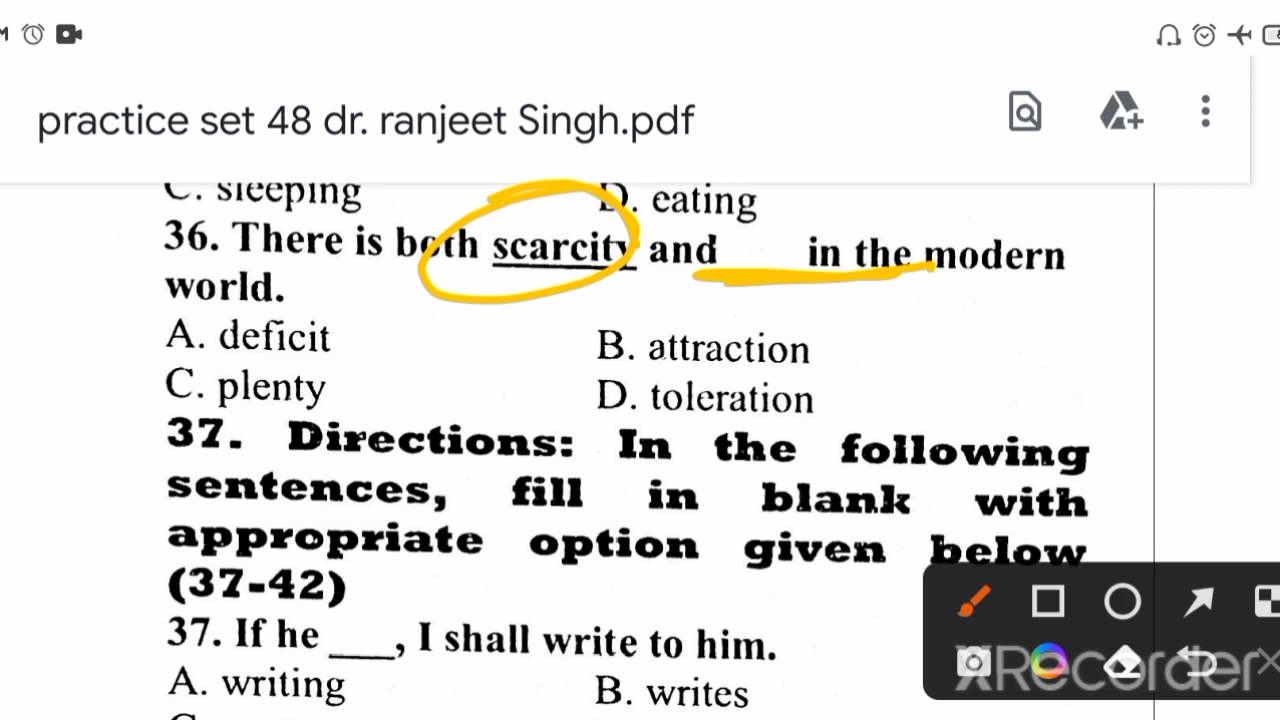 practice set 48 dr. ranjeet Singh.pdf
C. sleeping D. eating
36. There is both scarcity and ____ in the modern
world.
A. deficit B. attraction
C. plenty D. toleration
37. Directions: In the following
sentences, fill in blank with
appropriate option given below
(37-42)
37. If he ___, I shall write to him.
A. writing B. writes
XRecorder